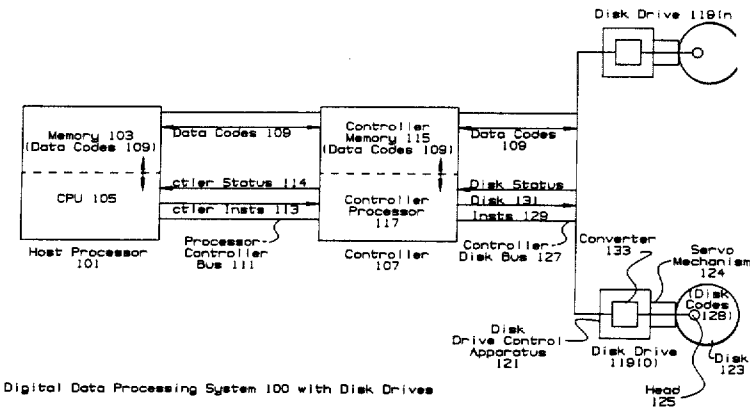 Disk Drive 119(n
Memory 103
(Data Codes 109)
CPU 105
Host Processor
101
Data Codes 109
ctler Status 114
ctler Insts 113
Processor
Controller
Bus 111
Controller
Memory 115
(Data Codes 109)
Controller
Processor
117
Controller
107
Data Codes
109
Disk Status
Disk 131
Insts 129
Controller
Disk Bus 127
Converter
133
Servo
Mechanism
124
(Disk
Codes
128)
Disk
Drive Control
Apparatus
121
Disk Drive
119(0)
Disk
123
Head
125
Digital Data Processing System 100 with Disk Drives